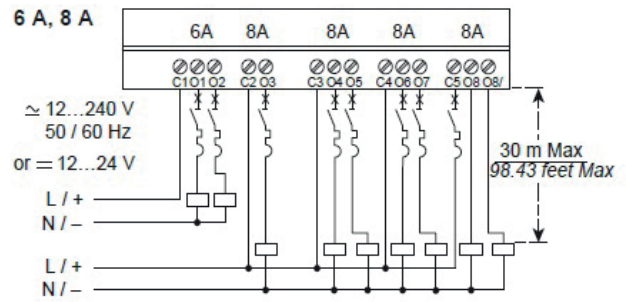 6 A, 8 A
6A 8A 8A 8A 8A
C1 O1 O2 C2 O3 C3 O4 O5 C4 O6 O7 C5 O8 O8/
≃ 12...240 V
50 / 60 Hz
or ⎓ 12...24 V
30 m Max
98.43 feet Max
L / +
N / –
L / +
N / –